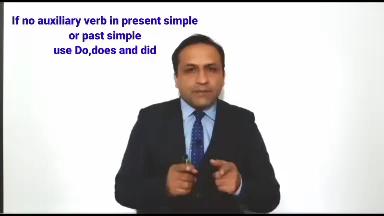 If no auxiliary verb in present simple
or past simple
use Do,does and did